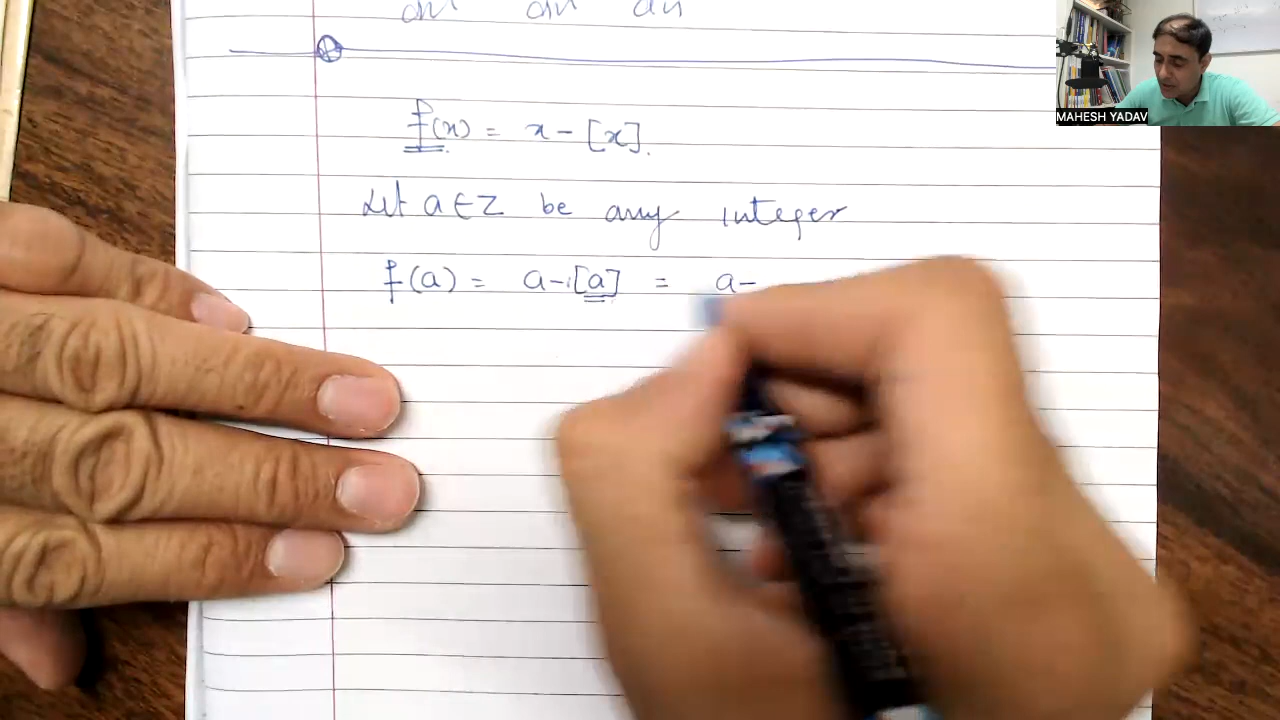 f(x) = x - [x].
Let a ∈ Z be any integer
f(a) = a - [a] = a -
MAHESH YADAV